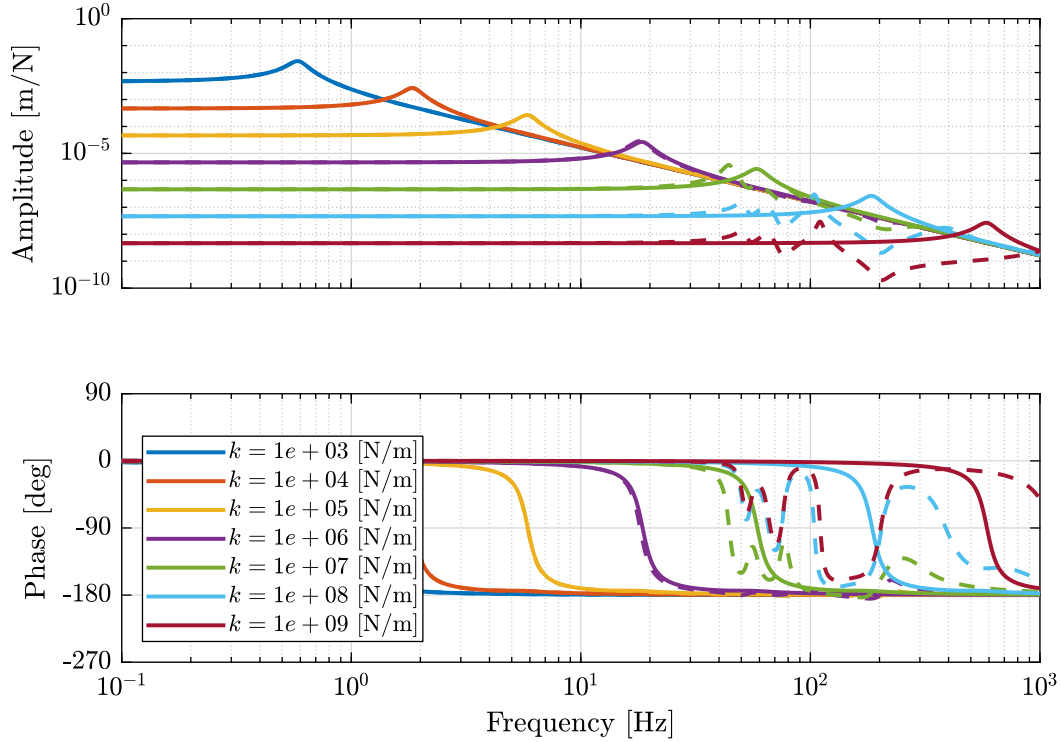 10^0
10^-5
10^-10
Amplitude [m/N]
90
0
-90
-180
-270
Phase [deg]
k = 1e + 03 [N/m]
k = 1e + 04 [N/m]
k = 1e + 05 [N/m]
k = 1e + 06 [N/m]
k = 1e + 07 [N/m]
k = 1e + 08 [N/m]
k = 1e + 09 [N/m]
10^-1 10^0 10^1 10^2 10^3
Frequency [Hz]